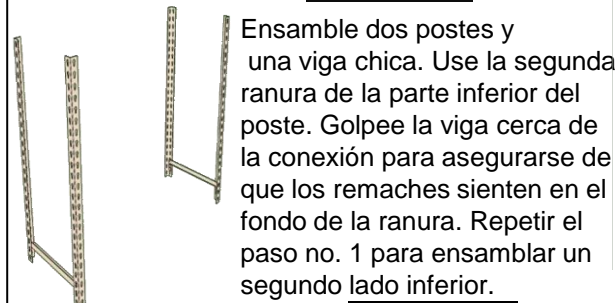 Ensamble dos postes y
una viga chica. Use la segunda
ranura de la parte inferior del
poste. Golpee la viga cerca de
la conexión para asegurarse de
que los remaches sienten en el
fondo de la ranura. Repetir el
paso no. 1 para ensamblar un
segundo lado inferior.